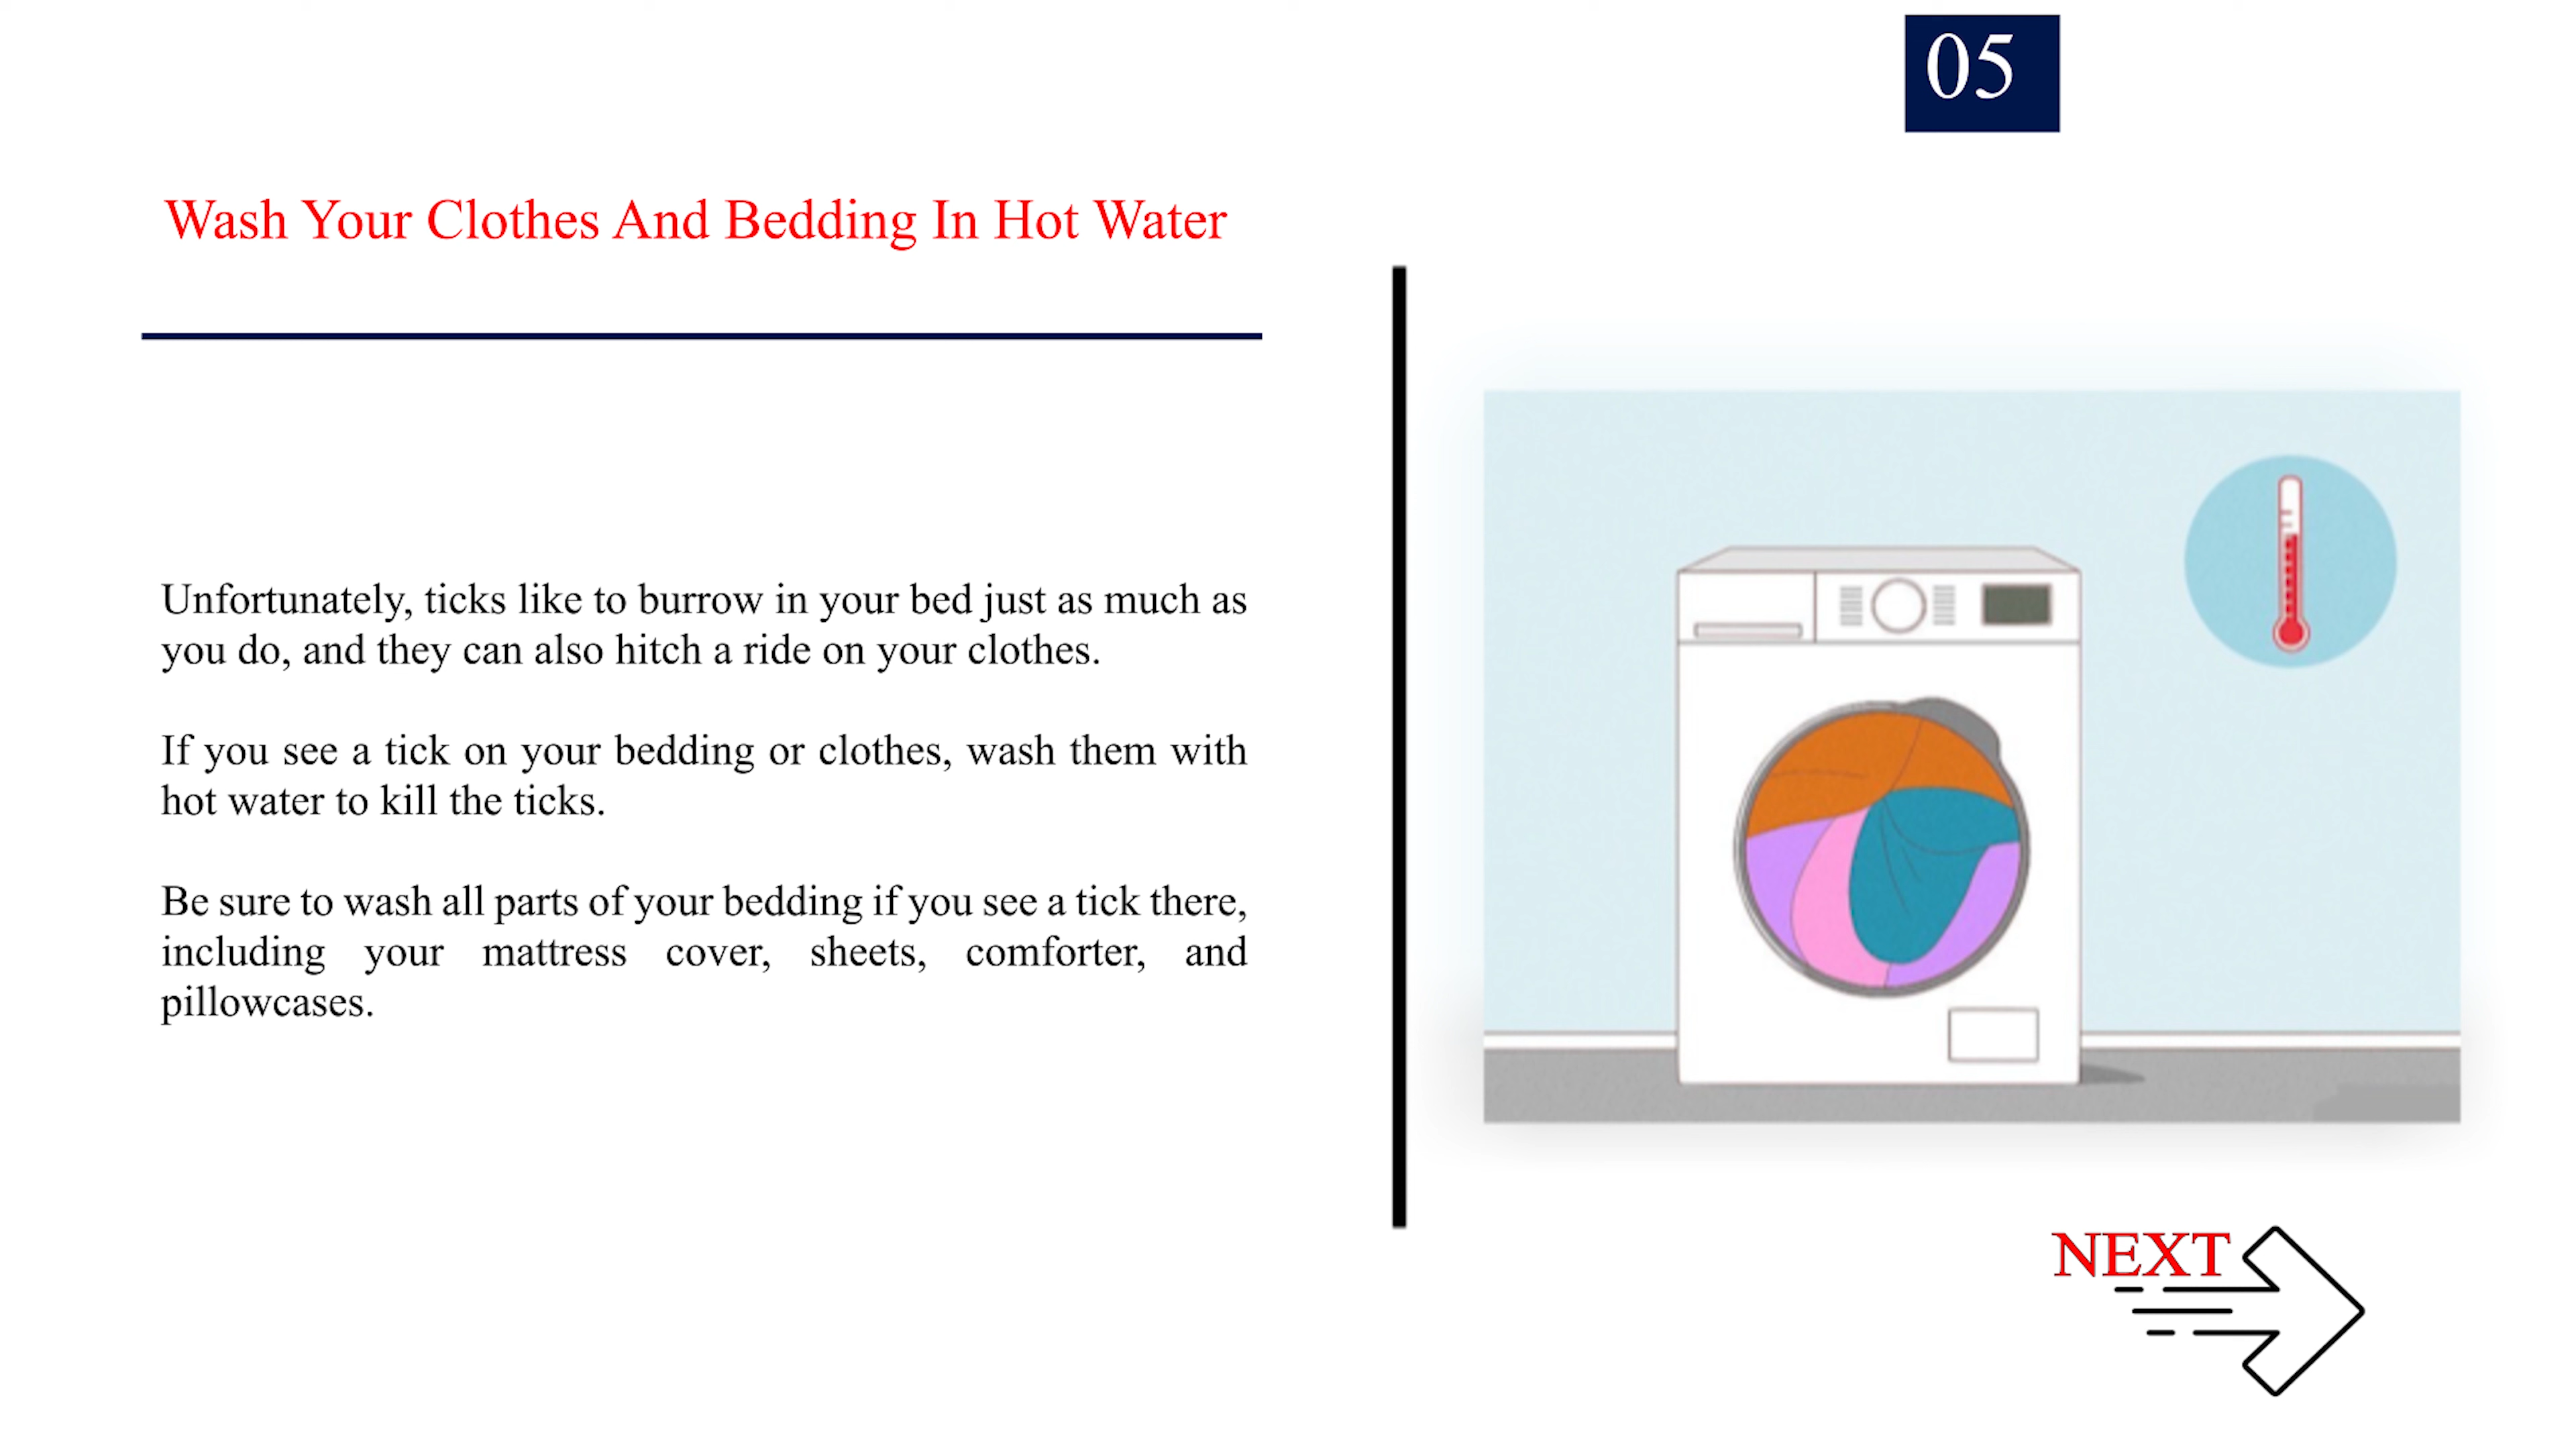 05
Wash Your Clothes And Bedding In Hot Water
Unfortunately, ticks like to burrow in your bed just as much as
you do, and they can also hitch a ride on your clothes.
If you see a tick on your bedding or clothes, wash them with
hot water to kill the ticks.
Be sure to wash all parts of your bedding if you see a tick there,
including your mattress cover, sheets, comforter, and
pillowcases.
NEXT